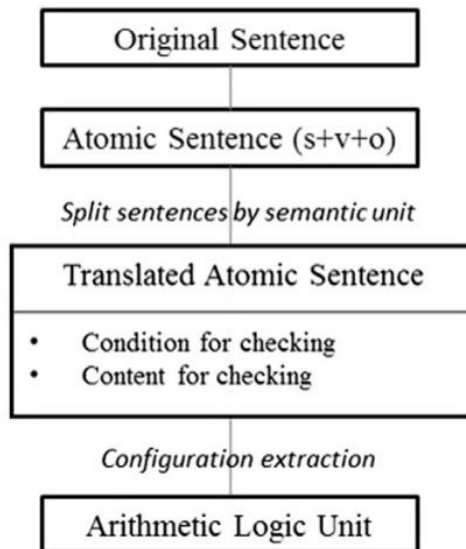 Original Sentence
Atomic Sentence (s+v+o)
Split sentences by semantic unit
Translated Atomic Sentence
• Condition for checking
• Content for checking
Configuration extraction
Arithmetic Logic Unit